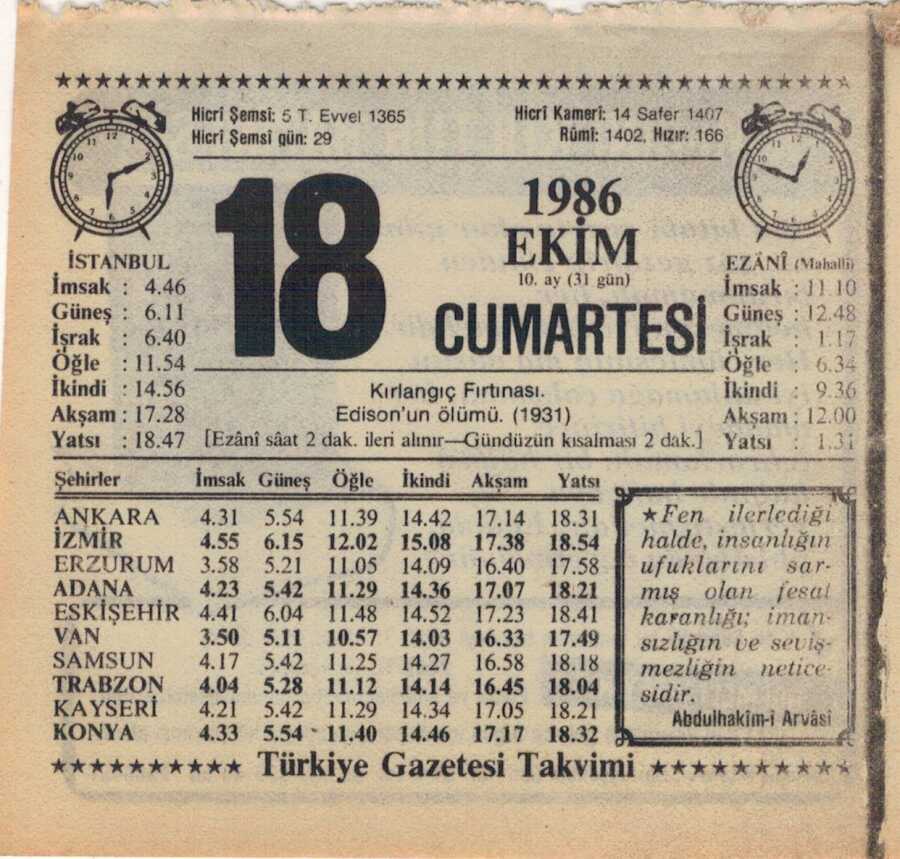 Hicrî Şemsî: 5 T. Evvel 1365
Hicrî Şemsî gün: 29
Hicrî Kamerî: 14 Safer 1407
Rûmî: 1402, Hızır: 166
18
1986
EKİM
10. ay (31 gün)
CUMARTESİ
İSTANBUL
İmsak : 4.46
Güneş : 6.11
İşrak : 6.40
Öğle : 11.54
İkindi : 14.56
Akşam : 17.28
Yatsı : 18.47
EZÂNÎ (Mahallî)
İmsak : 11.10
Güneş : 12.48
İşrak : 1.17
Öğle : 6.34
İkindi : 9.36
Akşam : 12.00
Yatsı : 1.31
Kırlangıç Fırtınası.
Edison'un ölümü. (1931)
[Ezânî sâat 2 dak. ileri alınır—Gündüzün kısalması 2 dak.]
Şehirler İmsak Güneş Öğle İkindi Akşam Yatsı
ANKARA 4.31 5.54 11.39 14.42 17.14 18.31
İZMİR 4.55 6.15 12.02 15.08 17.38 18.54
ERZURUM 3.58 5.21 11.05 14.09 16.40 17.58
ADANA 4.23 5.42 11.29 14.36 17.07 18.21
ESKİŞEHİR 4.41 6.04 11.48 14.52 17.23 18.41
VAN 3.50 5.11 10.57 14.03 16.33 17.49
SAMSUN 4.17 5.42 11.25 14.27 16.58 18.18
TRABZON 4.04 5.28 11.12 14.14 16.45 18.04
KAYSERİ 4.21 5.42 11.29 14.34 17.05 18.21
KONYA 4.33 5.54 11.40 14.46 17.17 18.32
★Fen ilerlediği
halde, insanlığın
ufuklarını sar-
mış olan fesat
karanlığı; iman-
sızlığın ve seviş-
mezliğin netice-
sidir.
Abdulhakîm-i Arvâsî
Türkiye Gazetesi Takvimi